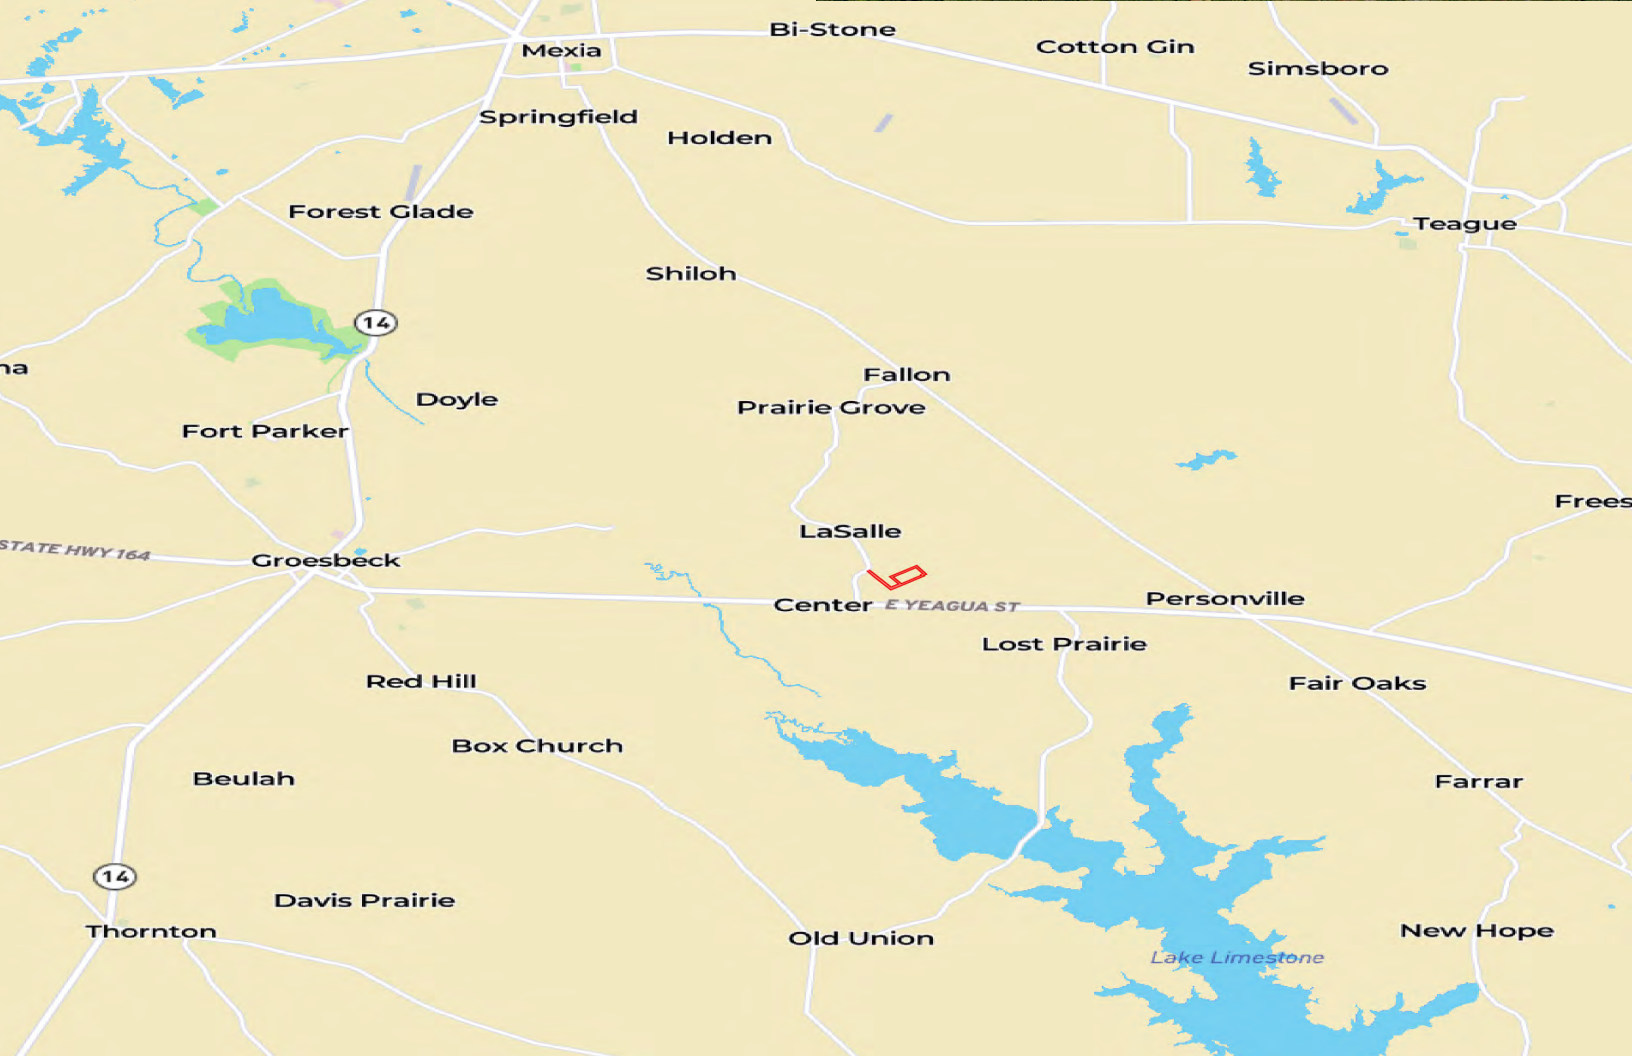 Bi-Stone
Cotton Gin
Mexia
Simsboro
Springfield
Holden
Forest Glade
Teague
Shiloh
14
na
Fallon
Doyle
Prairie Grove
Fort Parker
Frees
LaSalle
STATE HWY 164
Groesbeck
Center
E YEAGUA ST
Personville
Lost Prairie
Red Hill
Fair Oaks
Box Church
Beulah
Farrar
14
Davis Prairie
Thornton
Old Union
New Hope
Lake Limestone